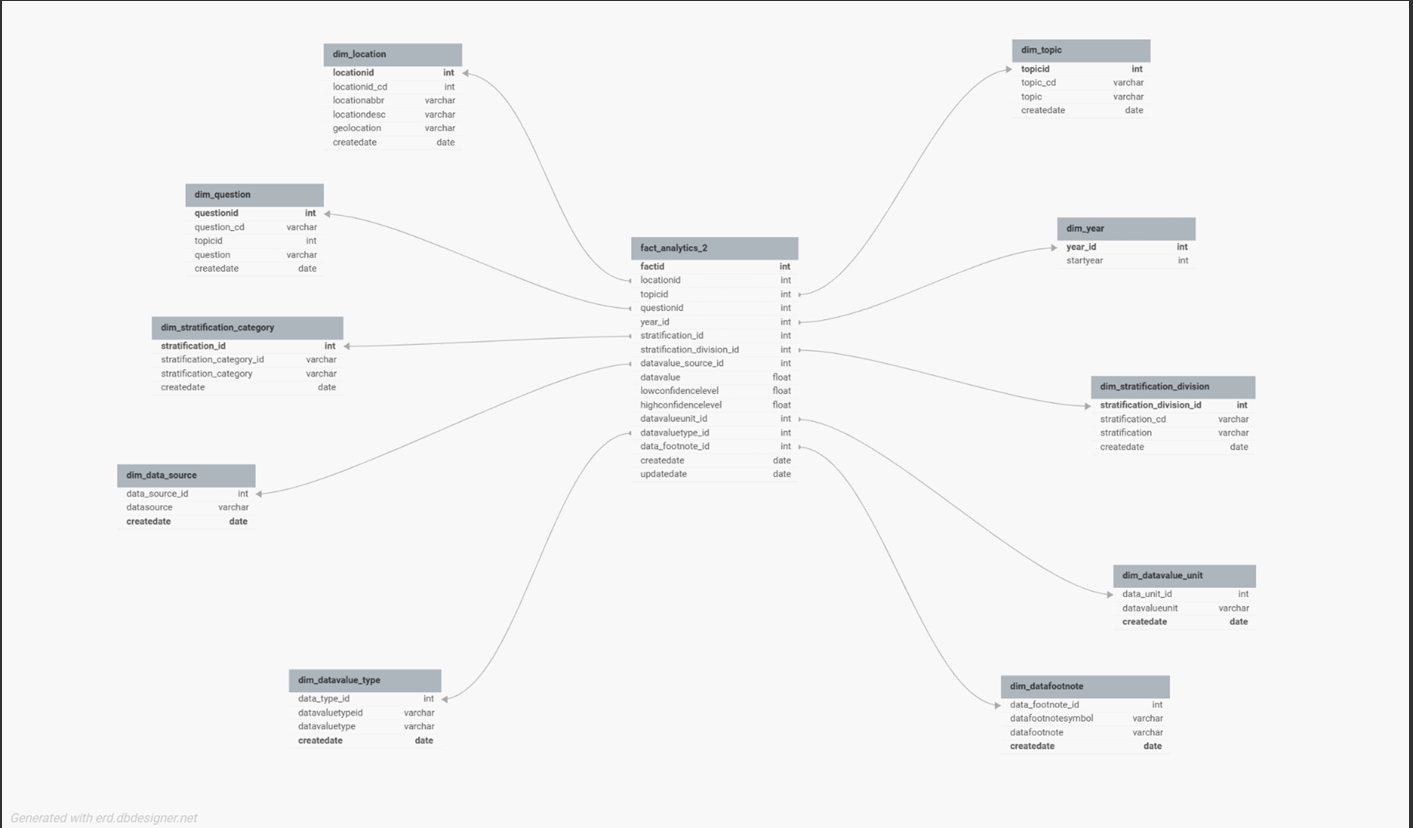 dim_location
locationid int
locationid_cd int
locationabbr varchar
locationdesc varchar
geolocation varchar
createdate date
dim_topic
topicid int
topic_cd varchar
topic varchar
createdate date
dim_question
questionid int
question_cd varchar
topicid int
question varchar
createdate date
dim_year
year_id int
startyear int
fact_analytics_2
factid int
locationid int
topicid int
questionid int
year_id int
stratification_id int
stratification_division_id int
datavalue_source_id int
datavalue float
lowconfidencelevel float
highconfidencelevel float
datavalueunit_id int
datavaluetype_id int
data_footnote_id int
createdate date
updatedate date
dim_stratification_category
stratification_id int
stratification_category_id varchar
stratification_category varchar
createdate date
dim_stratification_division
stratification_division_id int
stratification_cd varchar
stratification varchar
createdate date
dim_data_source
data_source_id int
datasource varchar
createdate date
dim_datavalue_unit
data_unit_id int
datavalueunit varchar
createdate date
dim_datavalue_type
data_type_id int
datavaluetypeid varchar
datavaluetype varchar
createdate date
dim_datafootnote
data_footnote_id int
datafootnotesymbol varchar
datafootnote varchar
createdate date
Generated with erd.dbdesigner.net